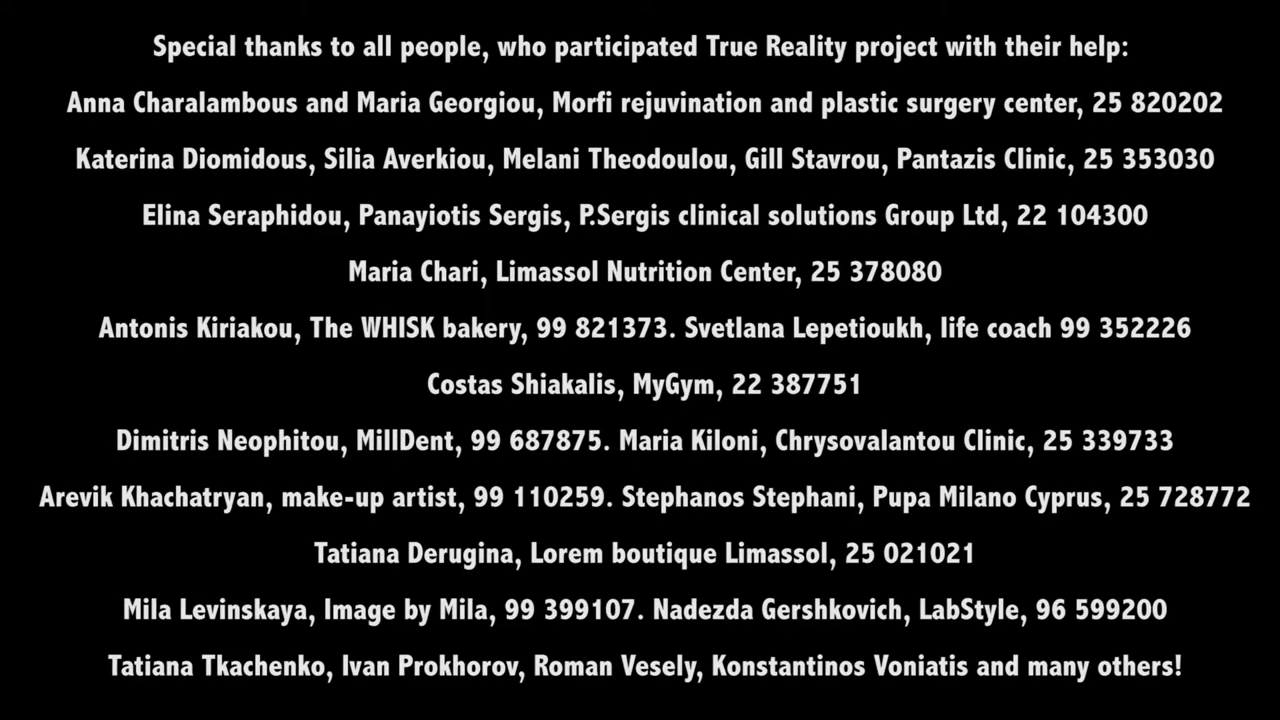 Special thanks to all people, who participated True Reality project with their help:
Anna Charalambous and Maria Georgiou, Morfi rejuvination and plastic surgery center, 25 820202
Katerina Diomidous, Silia Averkiou, Melani Theodoulou, Gill Stavrou, Pantazis Clinic, 25 353030
Elina Seraphidou, Panayiotis Sergis, P.Sergis clinical solutions Group Ltd, 22 104300
Maria Chari, Limassol Nutrition Center, 25 378080
Antonis Kiriakou, The WHISK bakery, 99 821373. Svetlana Lepetioukh, life coach 99 352226
Costas Shiakalis, MyGym, 22 387751
Dimitris Neophitou, MillDent, 99 687875. Maria Kiloni, Chrysovalantou Clinic, 25 339733
Arevik Khachatryan, make-up artist, 99 110259. Stephanos Stephani, Pupa Milano Cyprus, 25 728772
Tatiana Derugina, Lorem boutique Limassol, 25 021021
Mila Levinskaya, Image by Mila, 99 399107. Nadezda Gershkovich, LabStyle, 96 599200
Tatiana Tkachenko, Ivan Prokhorov, Roman Vesely, Konstantinos Voniatis and many others!